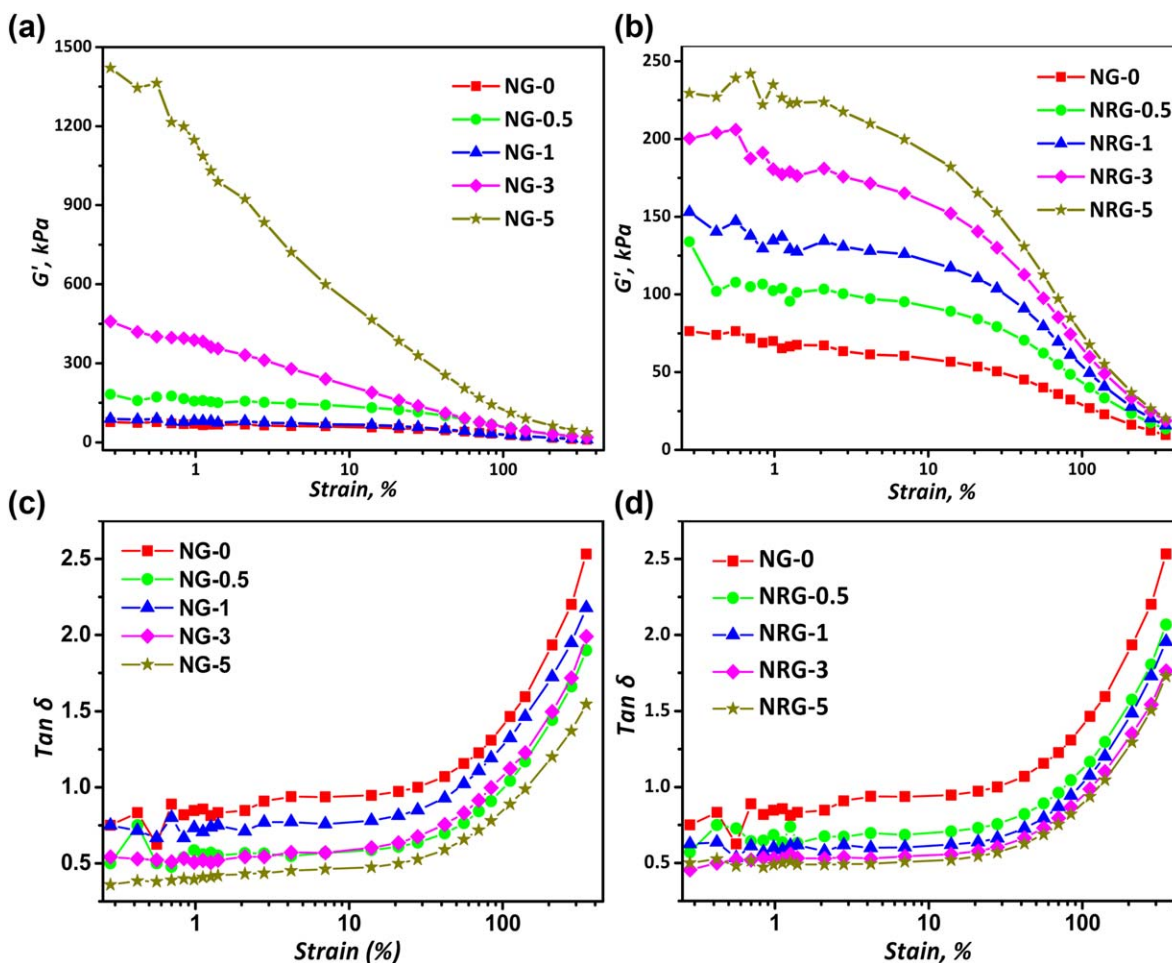 (a)
1500
1200
900
600
300
0
G', kPa
1
10
100
Strain, %
NG-0
NG-0.5
NG-1
NG-3
NG-5
(b)
250
200
150
100
50
0
G', kPa
1
10
100
Strain, %
NG-0
NRG-0.5
NRG-1
NRG-3
NRG-5
(c)
2.5
2.0
1.5
1.0
0.5
Tan δ
1
10
100
Strain (%)
NG-0
NG-0.5
NG-1
NG-3
NG-5
(d)
2.5
2.0
1.5
1.0
0.5
Tan δ
1
10
100
Stain, %
NG-0
NRG-0.5
NRG-1
NRG-3
NRG-5